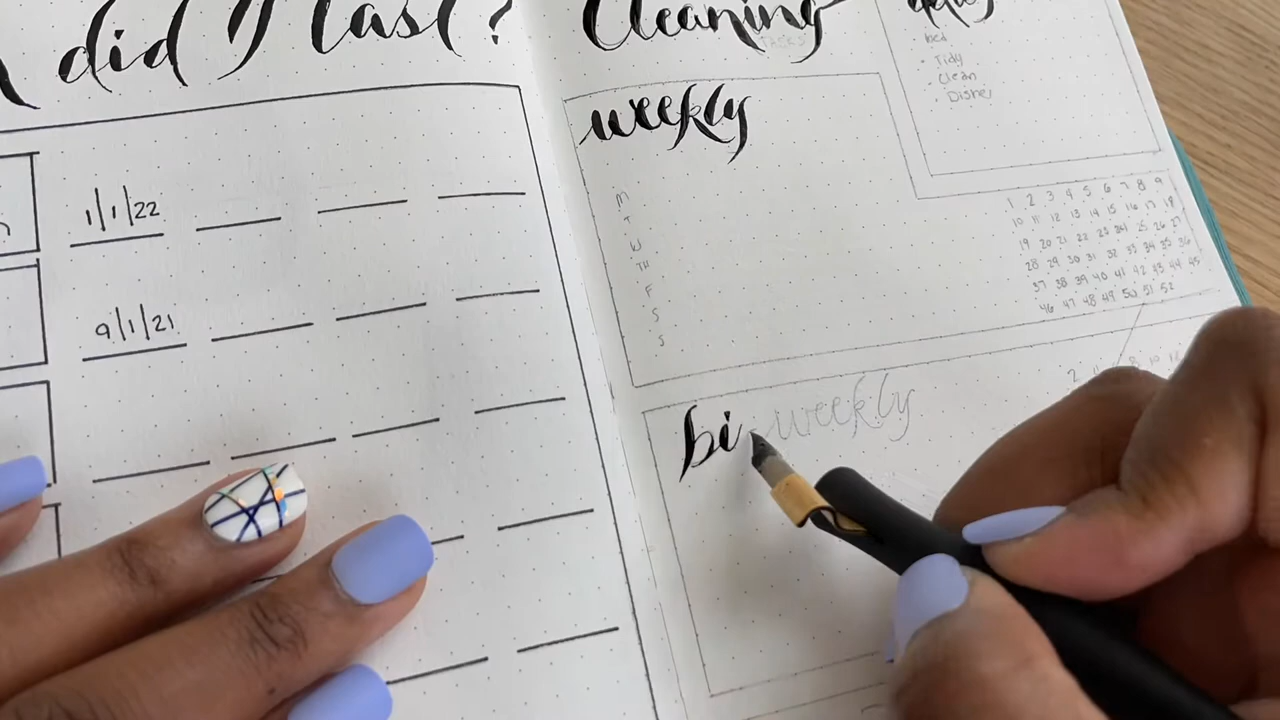 did I last?
1/1/22
9/1/21
Cleaning
daily
bed
• Tidy
• Clean
• Dishes
weekly
M
T
W
TH
F
S
S
1 2 3 4 5 6 7 8 9
10 11 12 13 14 15 16 17 18
19 20 21 22 23 24 25 26 27
28 29 30 31 32 33 34 35 36
37 38 39 40 41 42 43 44 45
46 47 48 49 50 51 52
bi-weekly